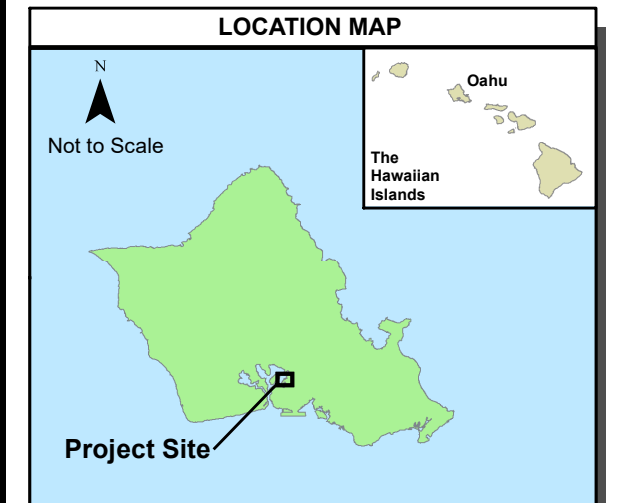 LOCATION MAP
N
Not to Scale
Oahu
The
Hawaiian
Islands
Project Site